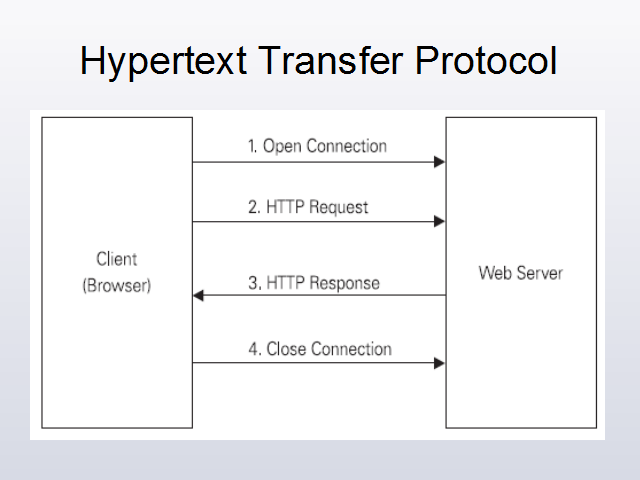 Hypertext Transfer Protocol
1. Open Connection
2. HTTP Request
Client
(Browser)
3. HTTP Response
Web Server
4. Close Connection